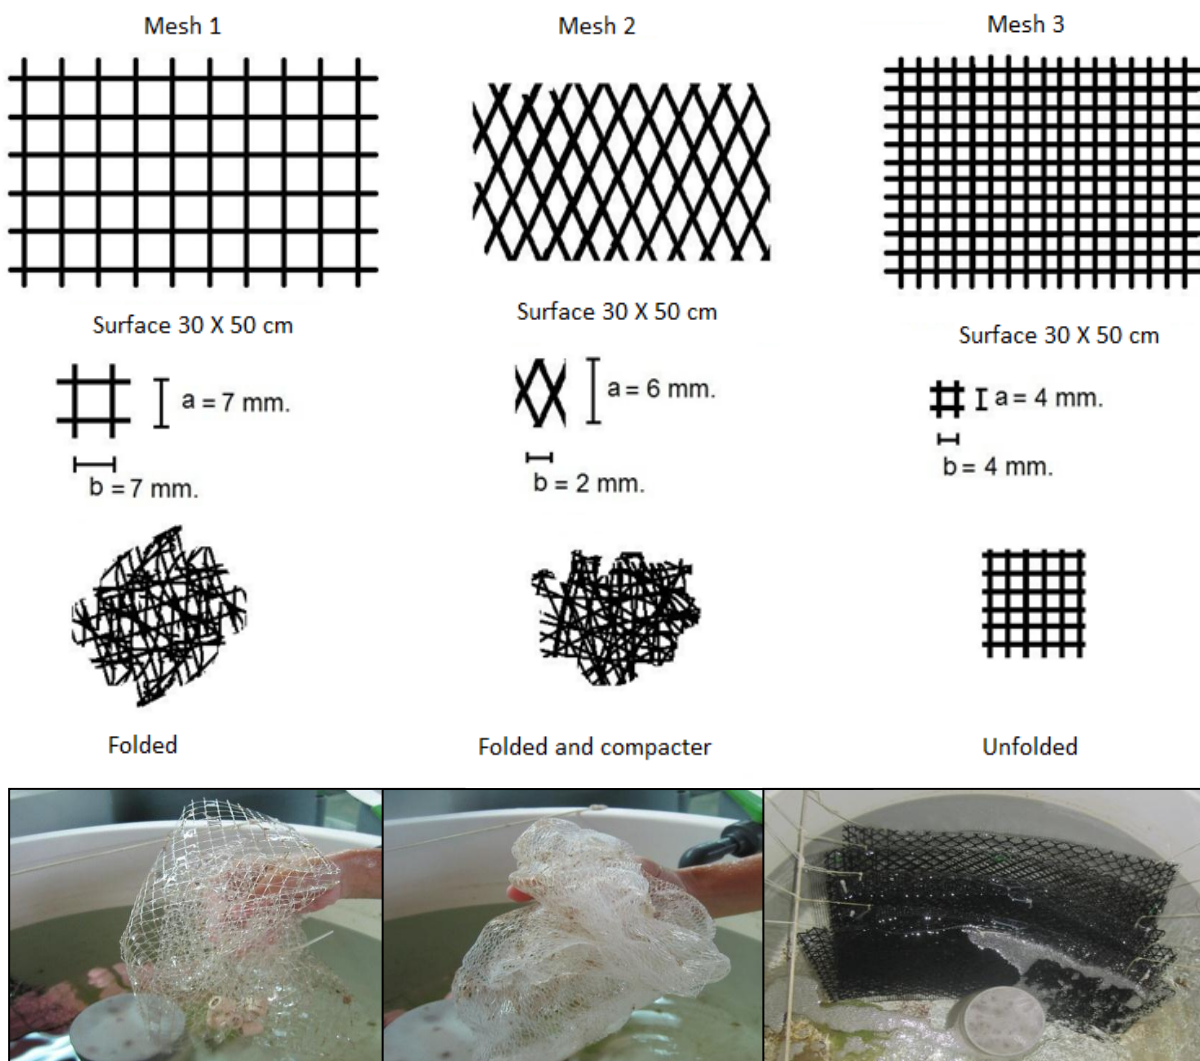 Mesh 1
Mesh 2
Mesh 3
Surface 30 X 50 cm
Surface 30 X 50 cm
Surface 30 X 50 cm
a = 7 mm.
a = 6 mm.
a = 4 mm.
b = 7 mm.
b = 2 mm.
b = 4 mm.
Folded
Folded and compacter
Unfolded